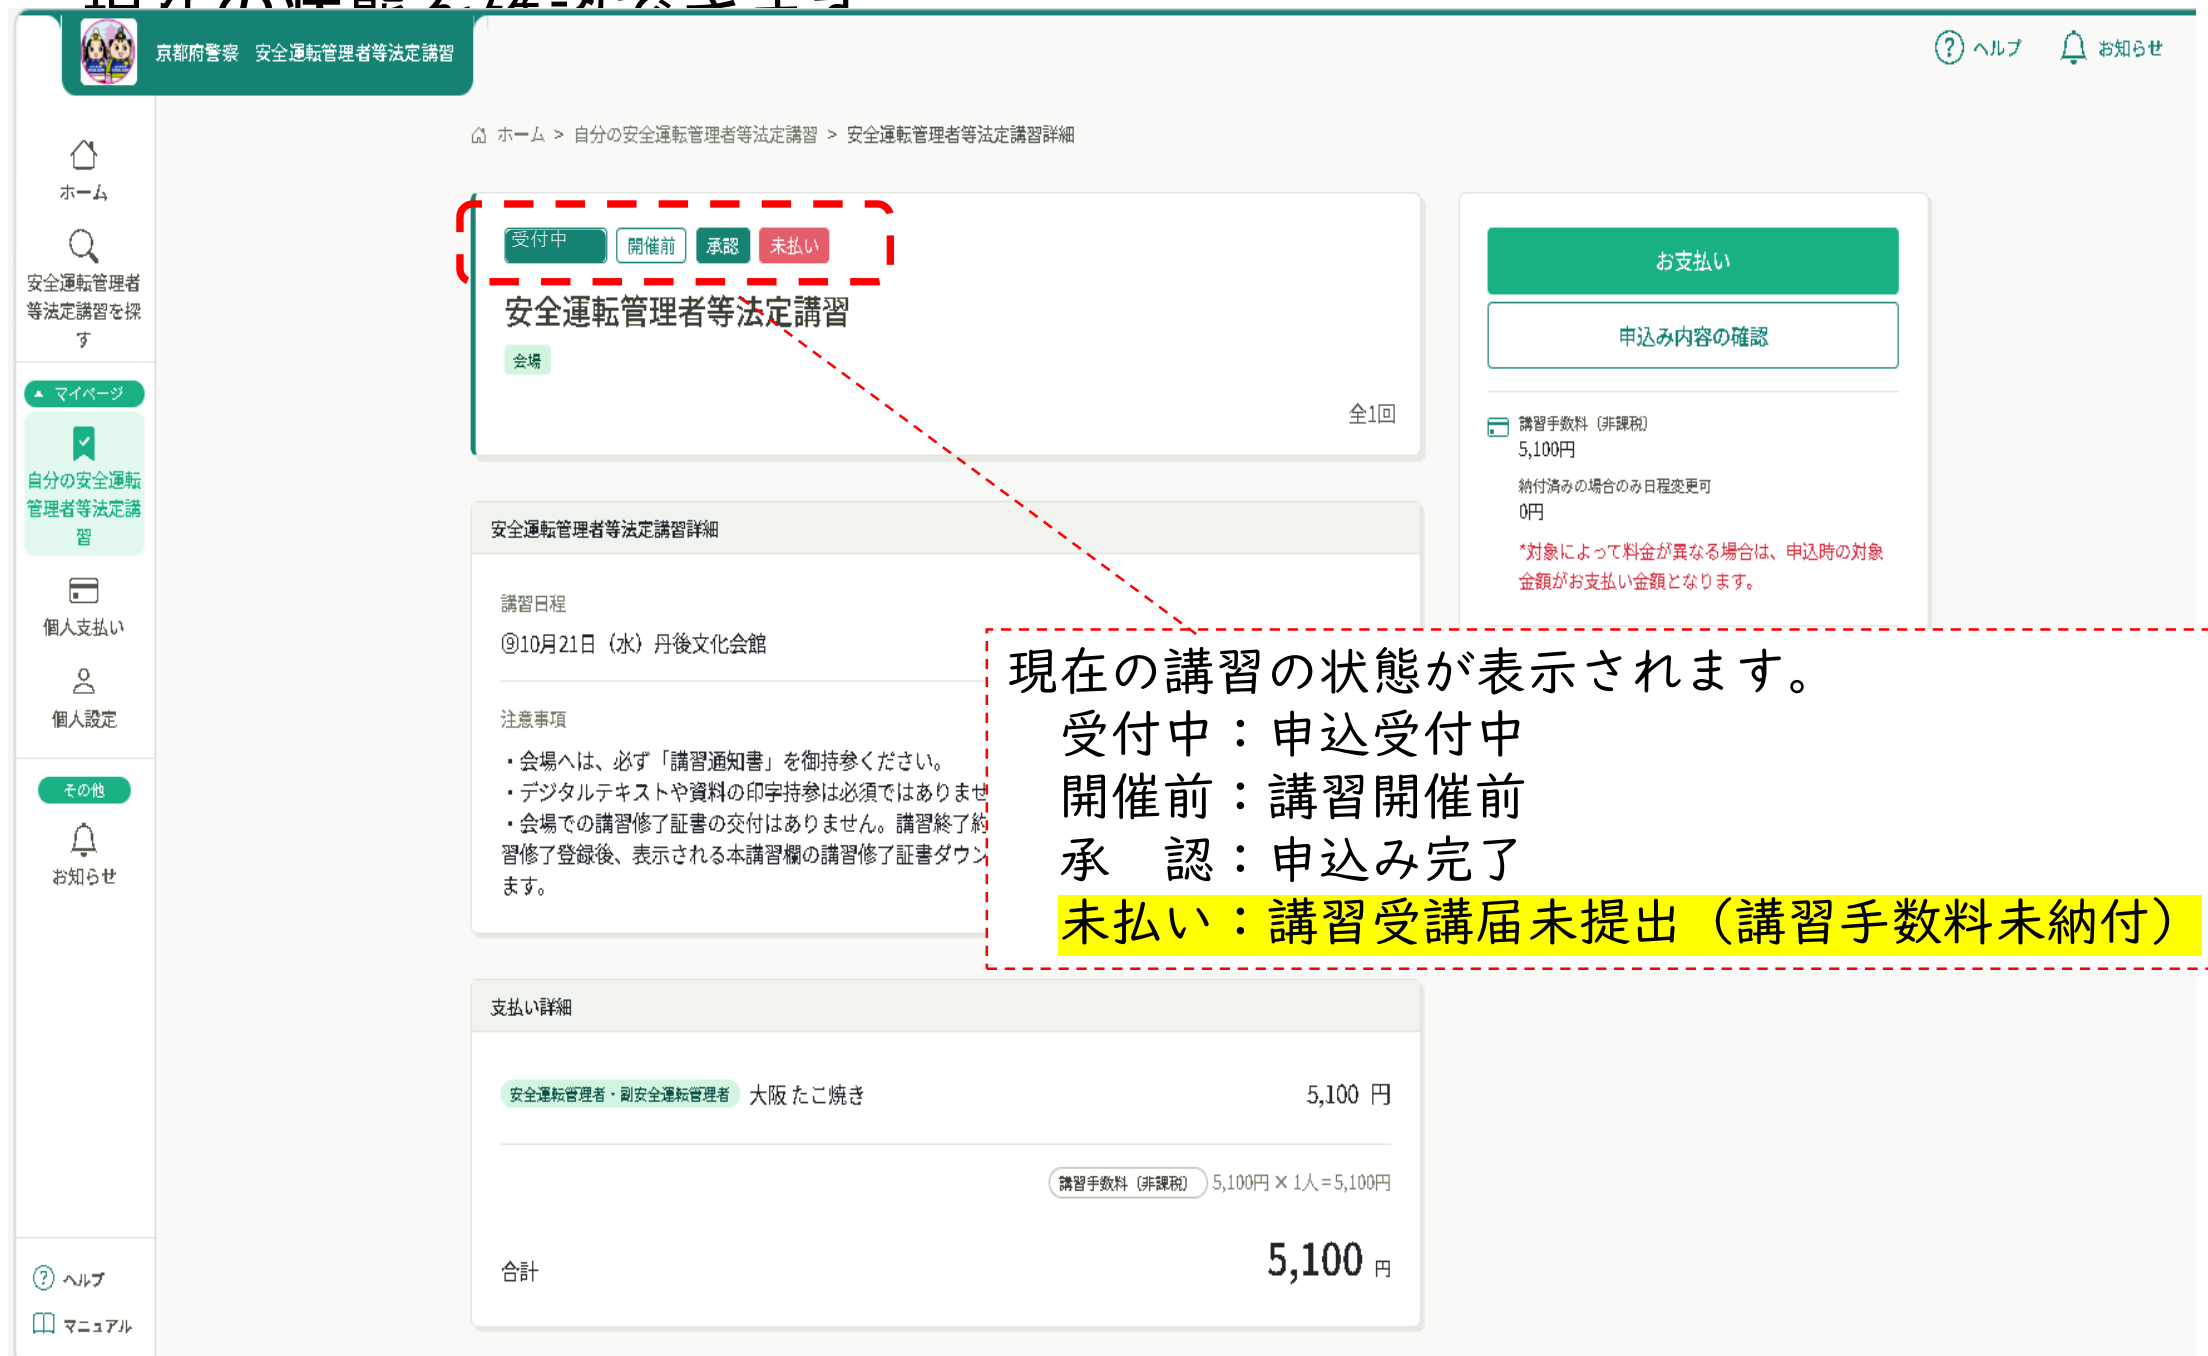 現在の状態を確認できます
京都府警察　安全運転管理者等法定講習
ヘルプ
お知らせ
ホーム > 自分の安全運転管理者等法定講習 > 安全運転管理者等法定講習詳細
ホーム
安全運転管理者
等法定講習を探
す
マイページ
自分の安全運転
管理者等法定講
習
個人支払い
個人設定
その他
お知らせ
ヘルプ
マニュアル
受付中 開催前 承認 未払い
安全運転管理者等法定講習
会場
全1回
お支払い
申込み内容の確認
講習手数料（非課税）
5,100円
納付済みの場合のみ日程変更可
0円
*対象によって料金が異なる場合は、申込時の対象
金額がお支払い金額となります。
安全運転管理者等法定講習詳細
講習日程
⑨10月21日（水）丹後文化会館
注意事項
・会場へは、必ず「講習通知書」を御持参ください。
・デジタルテキストや資料の印字持参は必須ではありませ
・会場での講習修了証書の交付はありません。講習終了約
習修了登録後、表示される本講習欄の講習修了証書ダウン
ます。
現在の講習の状態が表示されます。
受付中：申込受付中
開催前：講習開催前
承　認：申込み完了
未払い：講習受講届未提出（講習手数料未納付）
支払い詳細
安全運転管理者・副安全運転管理者 大阪 たこ焼き 5,100 円
講習手数料（非課税） 5,100円 × 1人 = 5,100円
合計 5,100 円